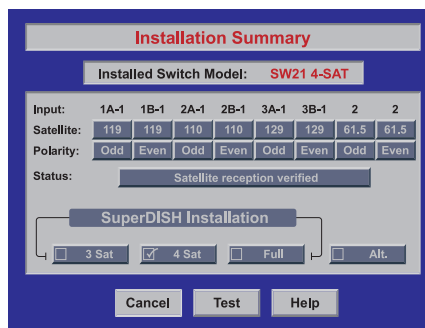 Installation Summary
Installed Switch Model: SW21 4-SAT
Input: 1A-1 1B-1 2A-1 2B-1 3A-1 3B-1 2 2
Satellite: 119 119 110 110 129 129 61.5 61.5
Polarity: Odd Even Odd Even Odd Even Odd Even
Status: Satellite reception verified
SuperDISH Installation
3 Sat 4 Sat Full Alt.
Cancel Test Help